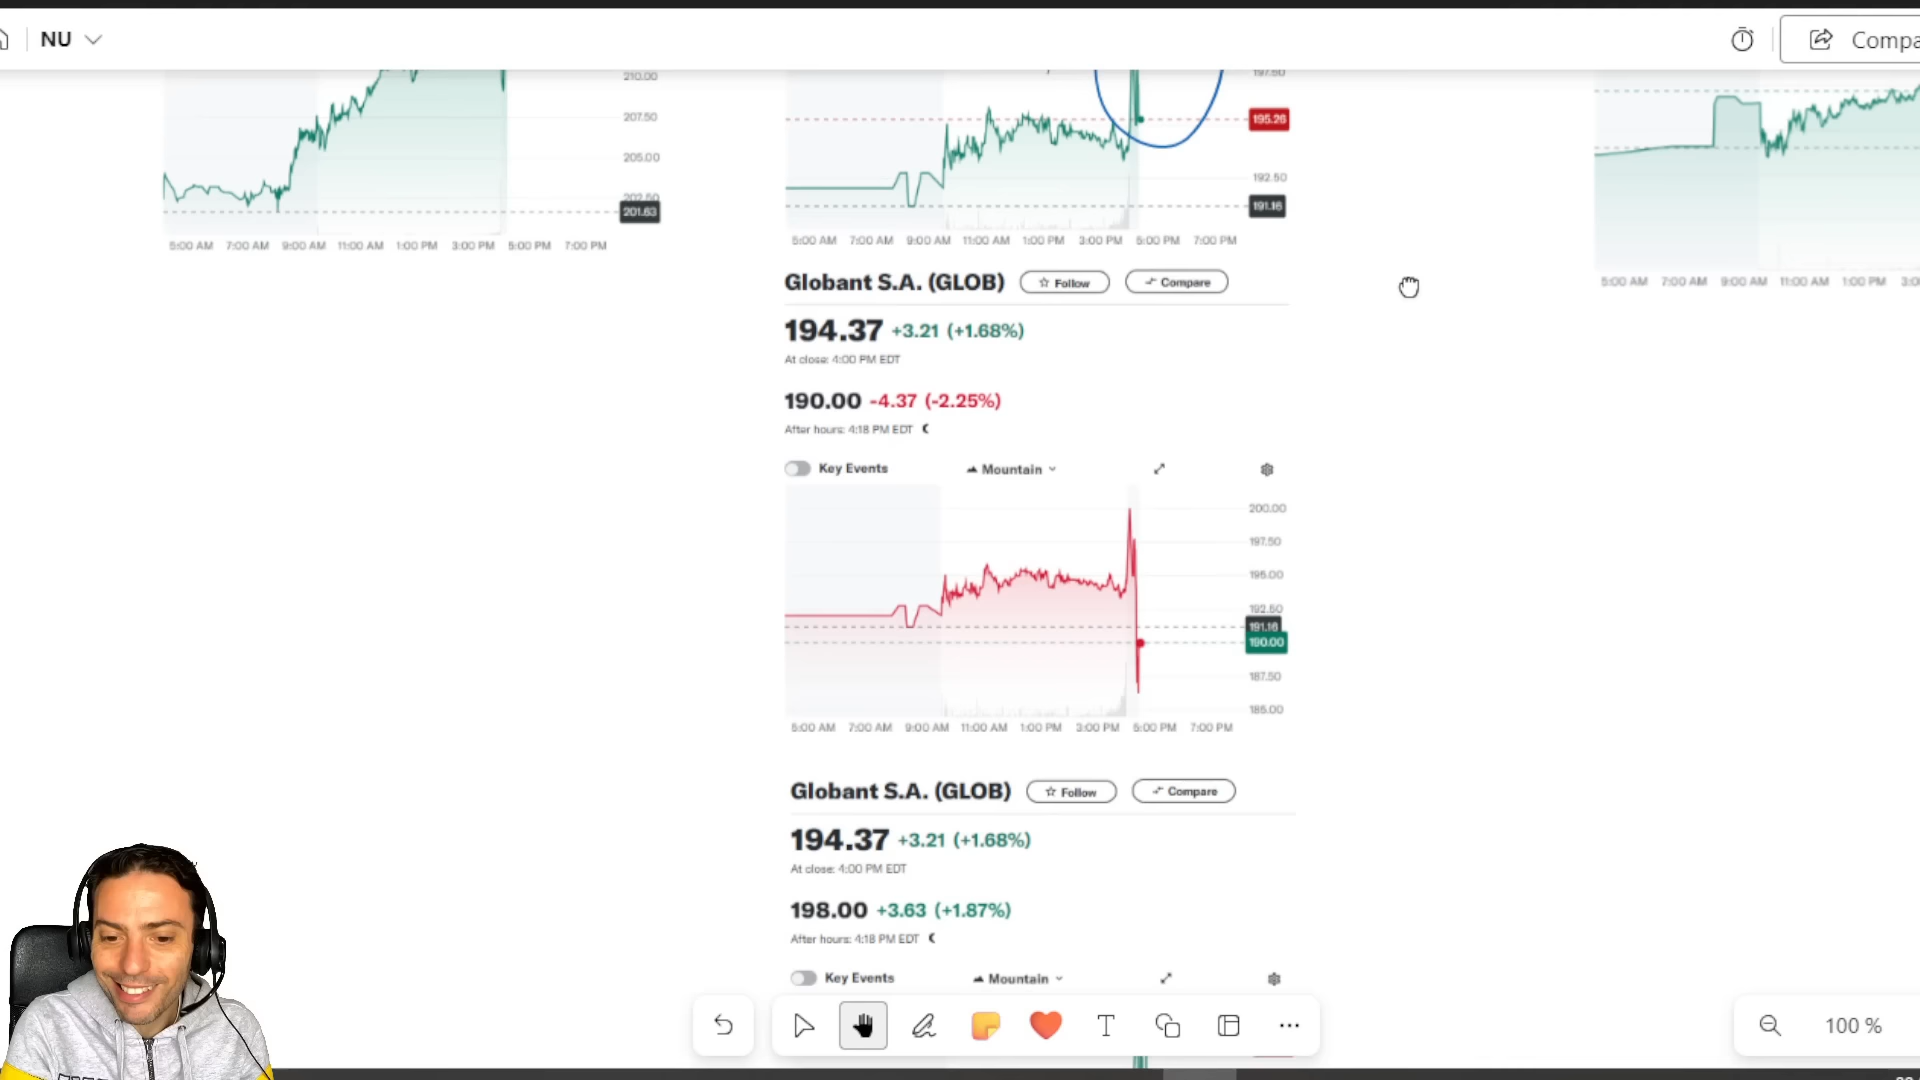 NU
Compa
210.00
207.50
205.00
202.50
201.63
5:00 AM 7:00 AM 9:00 AM 11:00 AM 1:00 PM 3:00 PM 5:00 PM 7:00 PM
197.50
195.26
192.50
191.16
5:00 AM 7:00 AM 9:00 AM 11:00 AM 1:00 PM 3:00 PM 5:00 PM 7:00 PM
5:00 AM 7:00 AM 9:00 AM 11:00 AM 1:00 PM 3:0
Globant S.A. (GLOB) Follow Compare
194.37 +3.21 (+1.68%)
At close: 4:00 PM EDT
190.00 -4.37 (-2.25%)
After hours: 4:18 PM EDT
Key Events Mountain
200.00
197.50
195.00
192.50
191.16
190.00
187.50
185.00
5:00 AM 7:00 AM 9:00 AM 11:00 AM 1:00 PM 3:00 PM 5:00 PM 7:00 PM
Globant S.A. (GLOB) Follow Compare
194.37 +3.21 (+1.68%)
At close: 4:00 PM EDT
198.00 +3.63 (+1.87%)
After hours: 4:18 PM EDT
Key Events Mountain
T
100 %